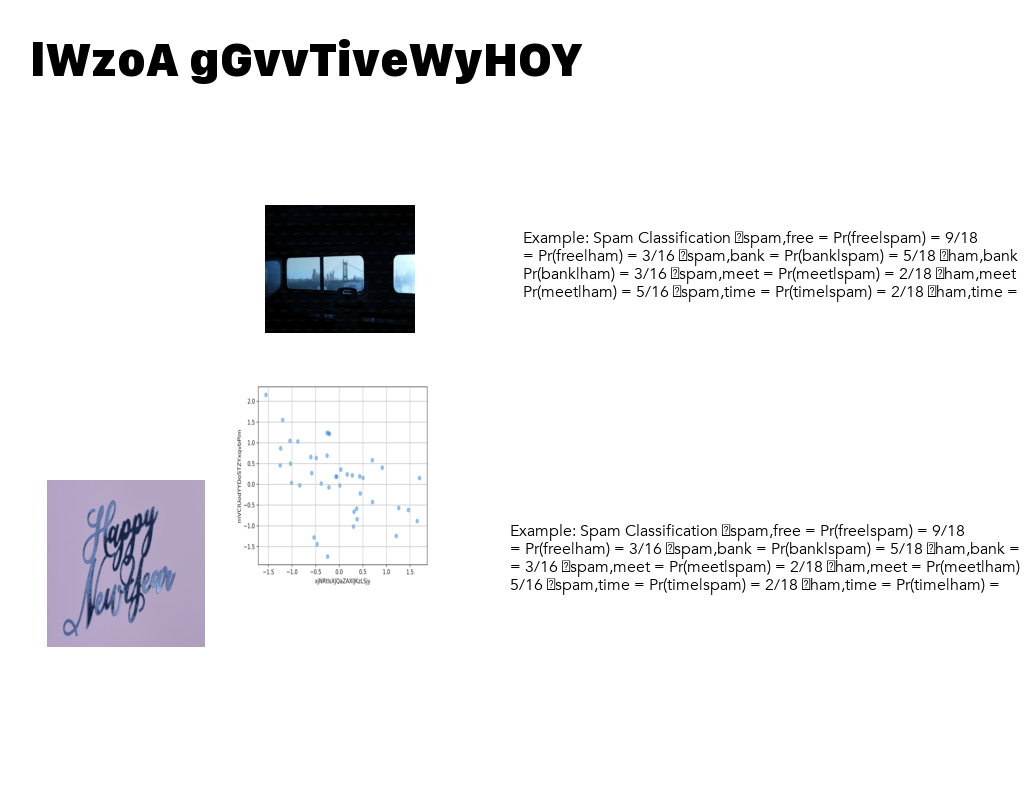 lWzoA gGvvTiveWyHOY
Example: Spam Classification spam,free = Pr(free|spam) = 9/18
= Pr(free|ham) = 3/16 spam,bank = Pr(bank|spam) = 5/18 ham,bank
Pr(bank|ham) = 3/16 spam,meet = Pr(meet|spam) = 2/18 ham,meet
Pr(meet|ham) = 5/16 spam,time = Pr(time|spam) = 2/18 ham,time =
2.0
1.5
1.0
0.5
0.0
−0.5
−1.0
−1.5
−1.5 −1.0 −0.5 0.0 0.5 1.0 1.5
Happy
New Year
Example: Spam Classification spam,free = Pr(free|spam) = 9/18
= Pr(free|ham) = 3/16 spam,bank = Pr(bank|spam) = 5/18 ham,bank =
= 3/16 spam,meet = Pr(meet|spam) = 2/18 ham,meet = Pr(meet|ham)
5/16 spam,time = Pr(time|spam) = 2/18 ham,time = Pr(time|ham) =